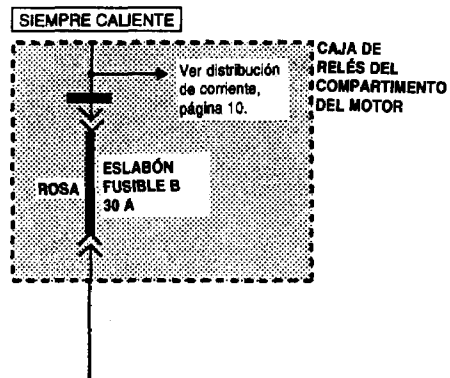 SIEMPRE CALIENTE
CAJA DE
RELÉS DEL
COMPARTIMENTO
DEL MOTOR
Ver distribución
de corriente,
página 10.
ROSA
ESLABÓN
FUSIBLE B
30 A